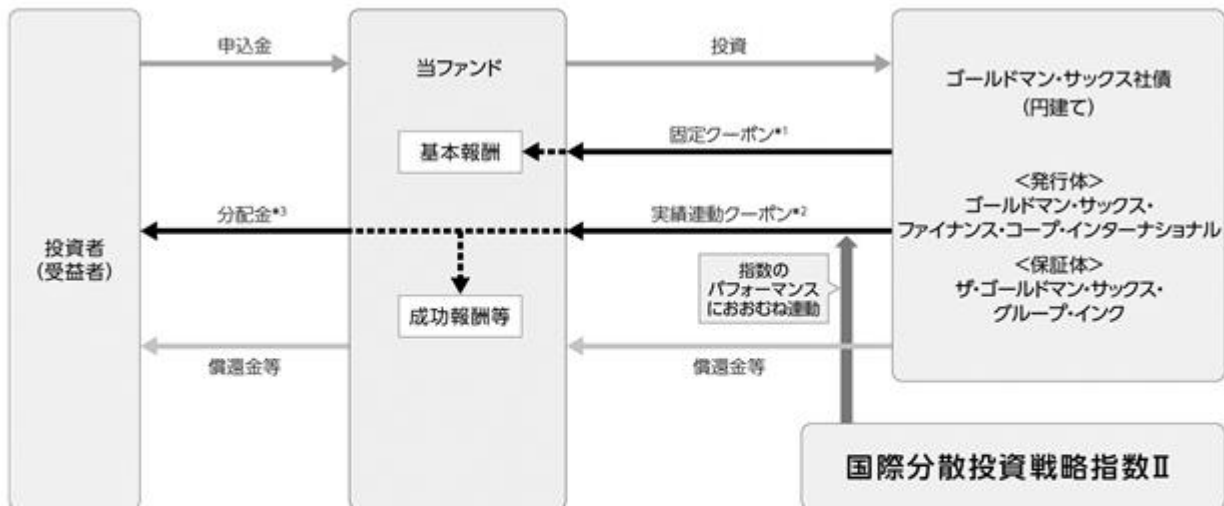 申込金
投資
当ファンド
ゴールドマン・サックス社債
(円建て)
固定クーポン*1
基本報酬
<発行体>
ゴールドマン・サックス・
ファイナンス・コープ・インターナショナル
分配金*3
実績連動クーポン*2
投資者
(受益者)
<保証体>
ザ・ゴールドマン・サックス・
グループ・インク
指数の
パフォーマンス
におおむね連動
成功報酬等
償還金等
償還金等
国際分散投資戦略指数Ⅱ